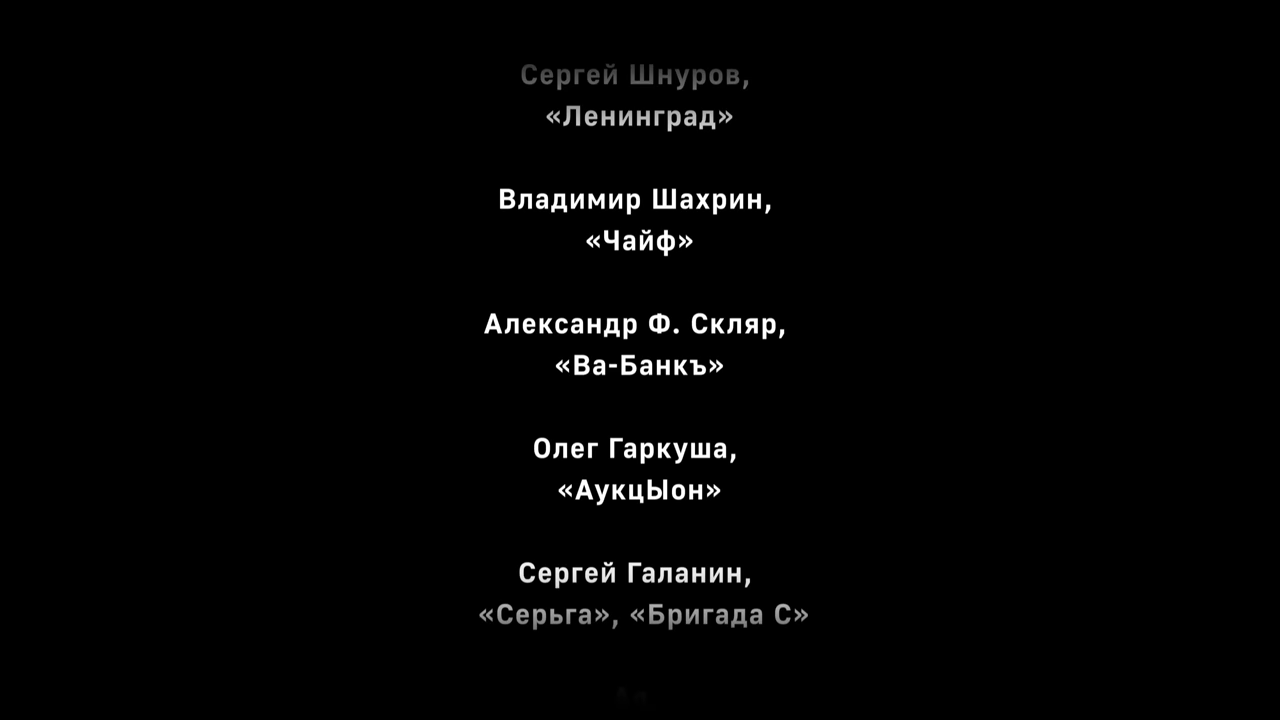 Сергей Шнуров,
«Ленинград»
Владимир Шахрин,
«Чайф»
Александр Ф. Скляр,
«Ва-Банкъ»
Олег Гаркуша,
«АукцЫон»
Сергей Галанин,
«Серьга», «Бригада С»